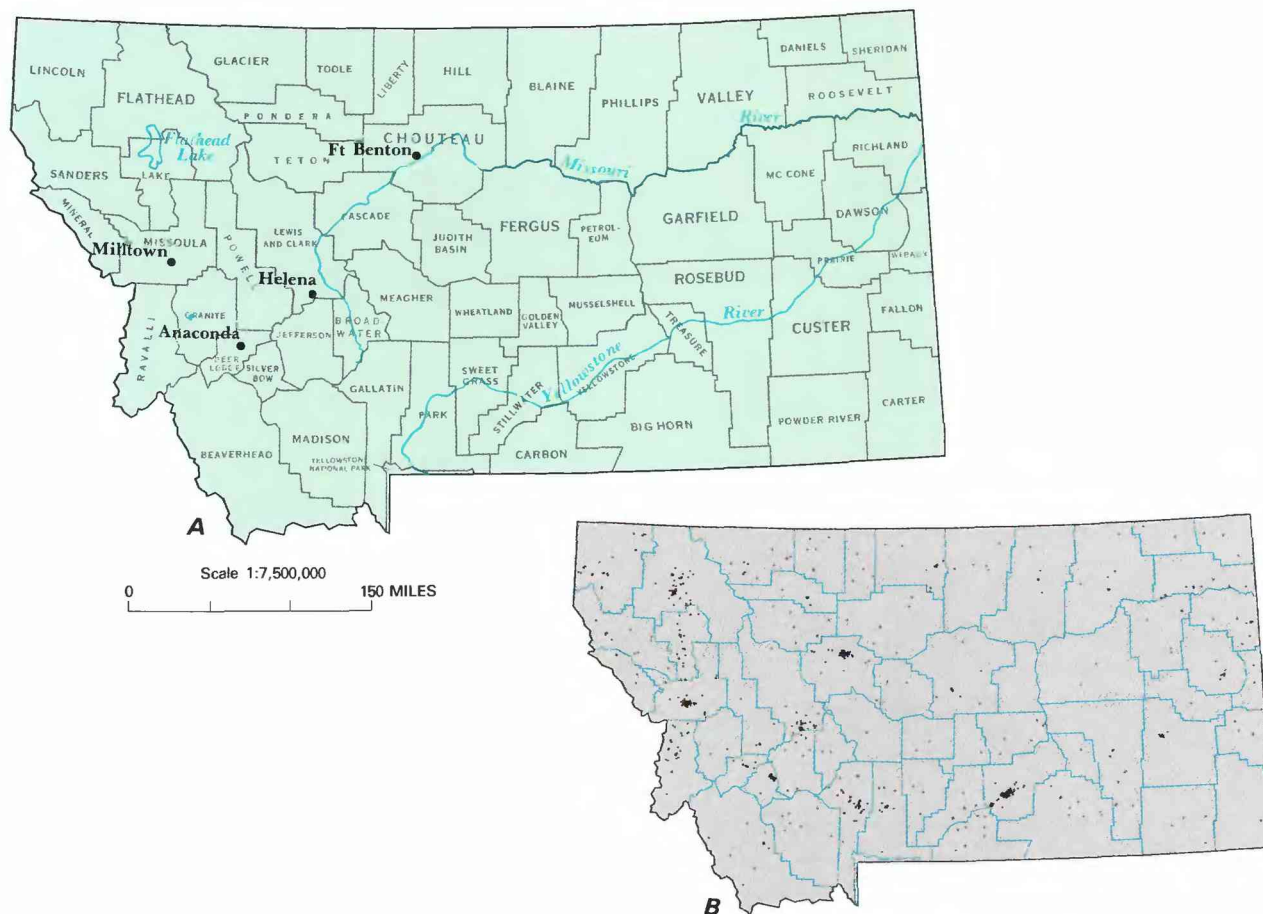 LINCOLN
FLATHEAD
GLACIER
TOOLE
LIBERTY
HILL
BLAINE
PHILLIPS
VALLEY
DANIELS
SHERIDAN
ROOSEVELT
PONDERA
TETON
CHOUTEAU
Ft Benton
Flathead
Lake
LAKE
SANDERS
MINERAL
MISSOULA
Milltown
POWELL
LEWIS
AND CLARK
CASCADE
JUDITH
BASIN
FERGUS
PETROL-
EUM
Missouri
River
GARFIELD
MC CONE
RICHLAND
DAWSON
PRAIRIE
WIBAUX
Helena
MEAGHER
WHEATLAND
GOLDEN
VALLEY
MUSSELSHELL
ROSEBUD
TREASURE
River
CUSTER
FALLON
RAVALLI
GRANITE
Anaconda
DEER
LODGE
SILVER
BOW
JEFFERSON
BROAD
WATER
GALLATIN
PARK
SWEET
GRASS
STILLWATER
Yellowstone
YELLOWSTONE
BIG HORN
POWDER RIVER
CARTER
CARBON
BEAVERHEAD
MADISON
YELLOWSTON
NATIONAL PARK
A
Scale 1:7,500,000
0 150 MILES
B